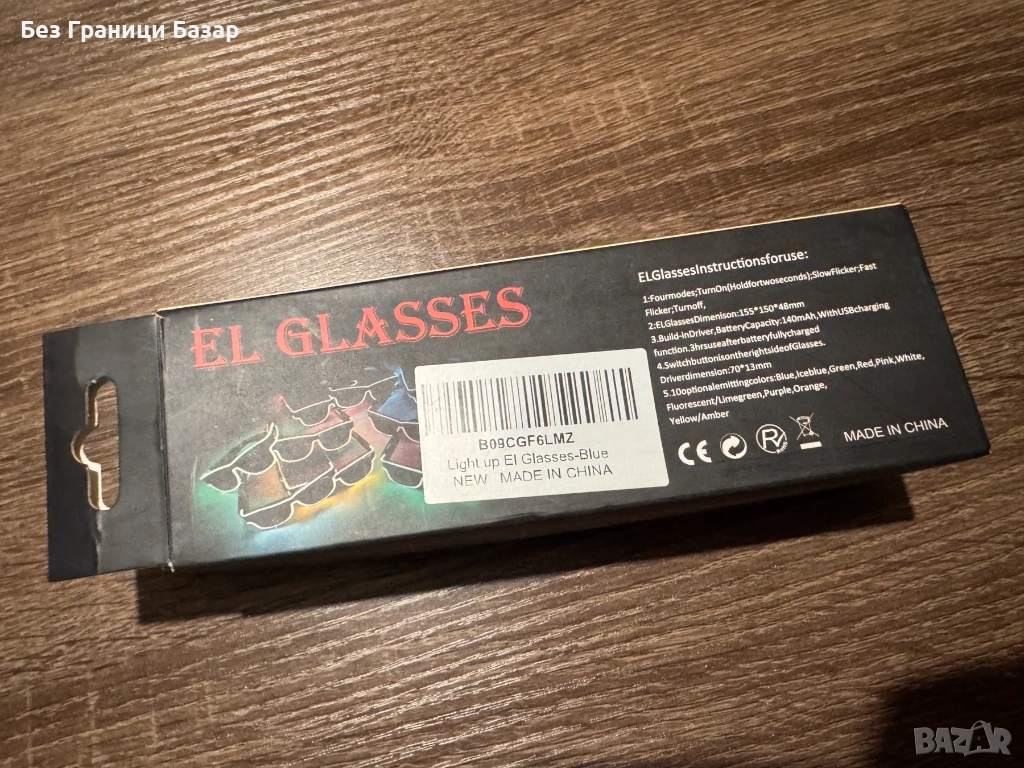 Без Граници Базар
EL GLASSES
B09CGF6LMZ
Light up El Glasses-Blue
NEW MADE IN CHINA
ELGlassesInstructionsforuse:
1:Fourmodes;TurnOn(Holdfortwoseconds);SlowFlicker;Fast
Flicker;Turnoff,
2:ELGlassesDimenison:155*150*48mm
3.Build-inDriver,BatteryCapacity:140mAh,WithUSBcharging
function.3hrsuseafterbatteryfullycharged
4.SwitchbuttonisontherightsideofGlasses.
Driverdimension:70*13mm
5.10optionalemittingcolors:Blue,Iceblue,Green,Red,Pink,White,
Fluorescent/Limegreen,Purple,Orange,
Yellow/Amber
CE
MADE IN CHINA
BAZAR